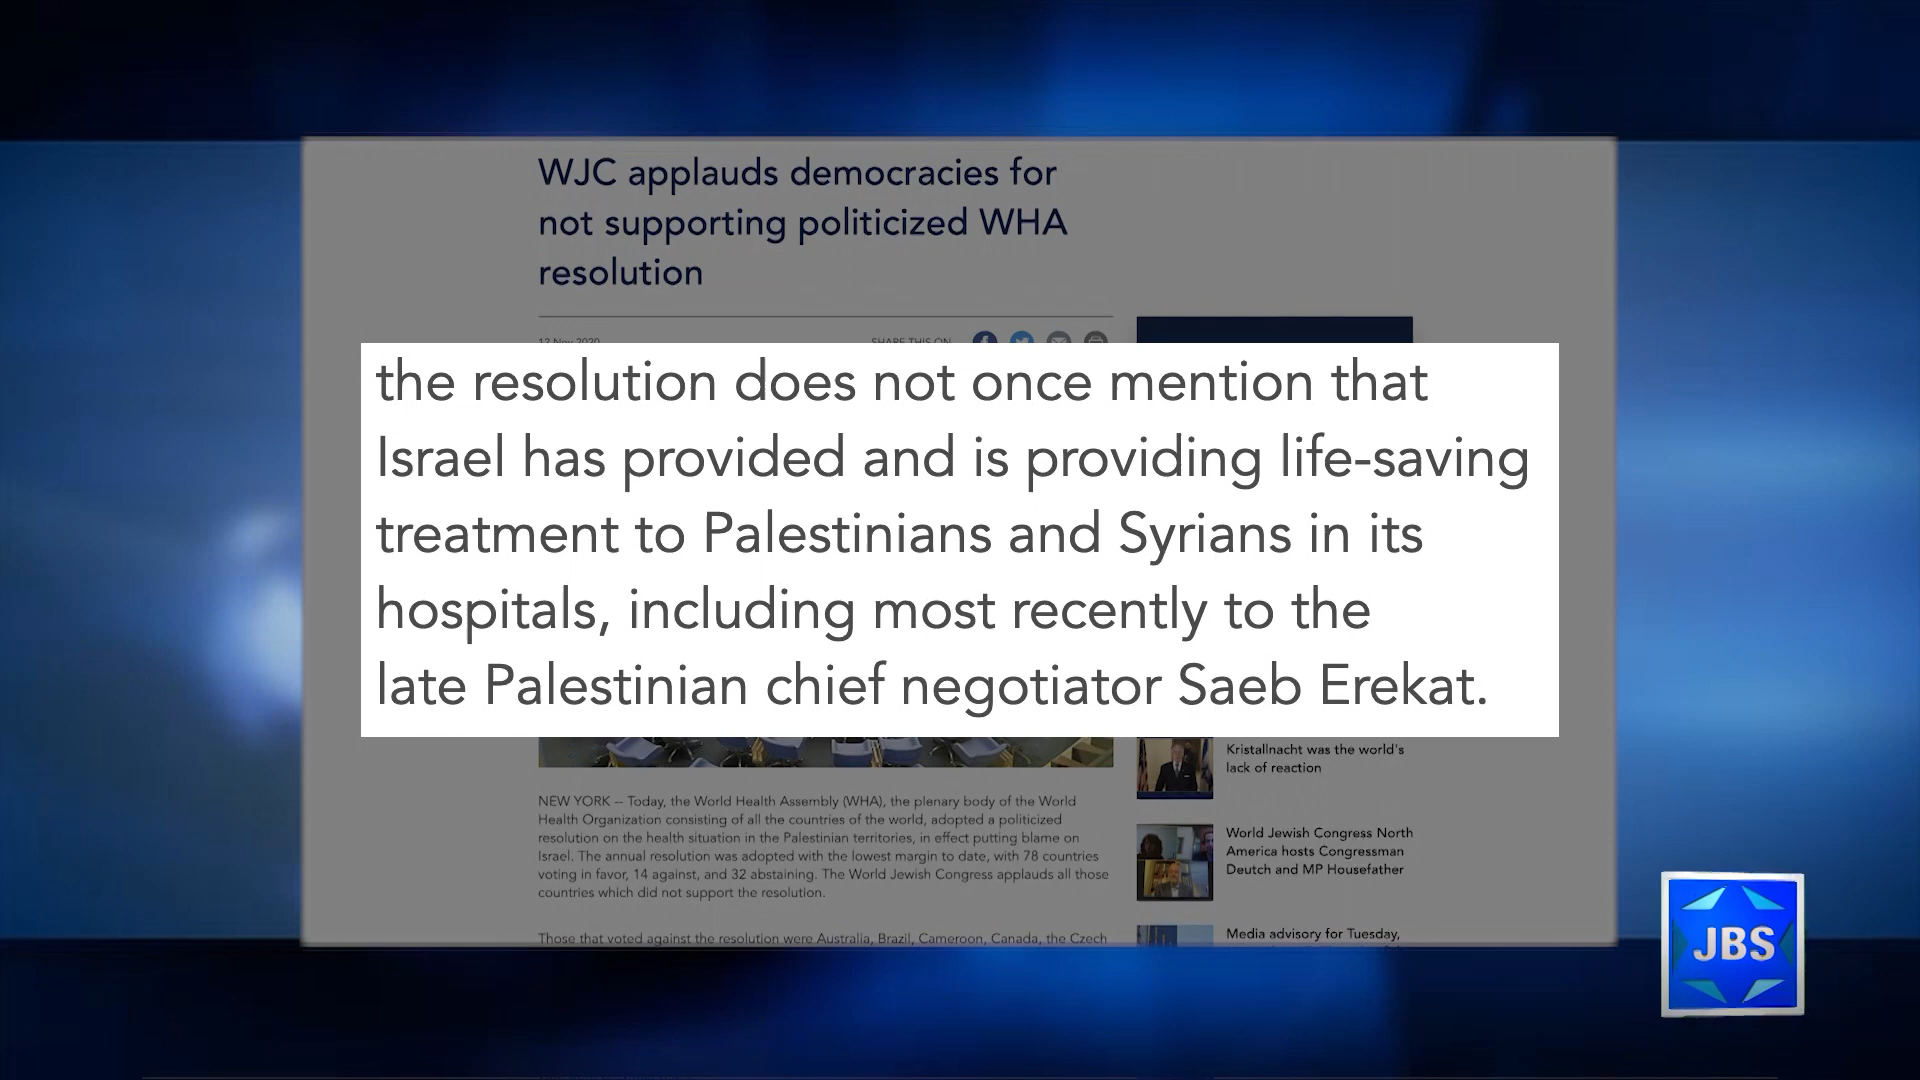 WJC applauds democracies for
not supporting politicized WHA
resolution
12 Nov 2020
SHARE THIS ON
the resolution does not once mention that
Israel has provided and is providing life-saving
treatment to Palestinians and Syrians in its
hospitals, including most recently to the
late Palestinian chief negotiator Saeb Erekat.
Kristallnacht was the world's
lack of reaction
NEW YORK -- Today, the World Health Assembly (WHA), the plenary body of the World
Health Organization consisting of all the countries of the world, adopted a politicized
resolution on the health situation in the Palestinian territories, in effect putting blame on
Israel. The annual resolution was adopted with the lowest margin to date, with 78 countries
voting in favor, 14 against, and 32 abstaining. The World Jewish Congress applauds all those
countries which did not support the resolution.
Those that voted against the resolution were Australia, Brazil, Cameroon, Canada, the Czech
World Jewish Congress North
America hosts Congressman
Deutch and MP Housefather
Media advisory for Tuesday,
JBS